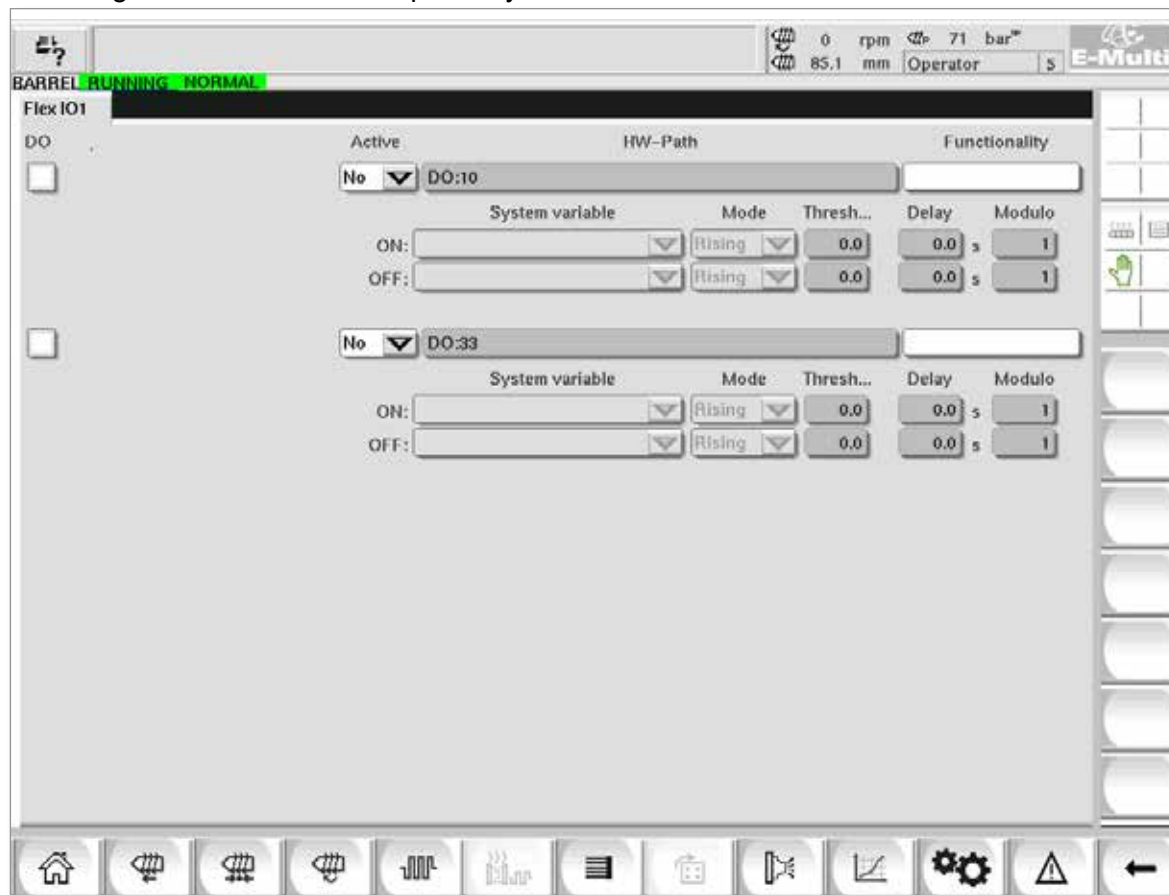 0 rpm 71 bar
85.1 mm Operator 5
E-Multi
BARREL RUNNING NORMAL
Flex IO1
DO Active HW-Path Functionality
No DO:10
System variable Mode Thresh... Delay Modulo
ON: Rising 0.0 0.0 s 1
OFF: Rising 0.0 0.0 s 1
No DO:33
System variable Mode Thresh... Delay Modulo
ON: Rising 0.0 0.0 s 1
OFF: Rising 0.0 0.0 s 1